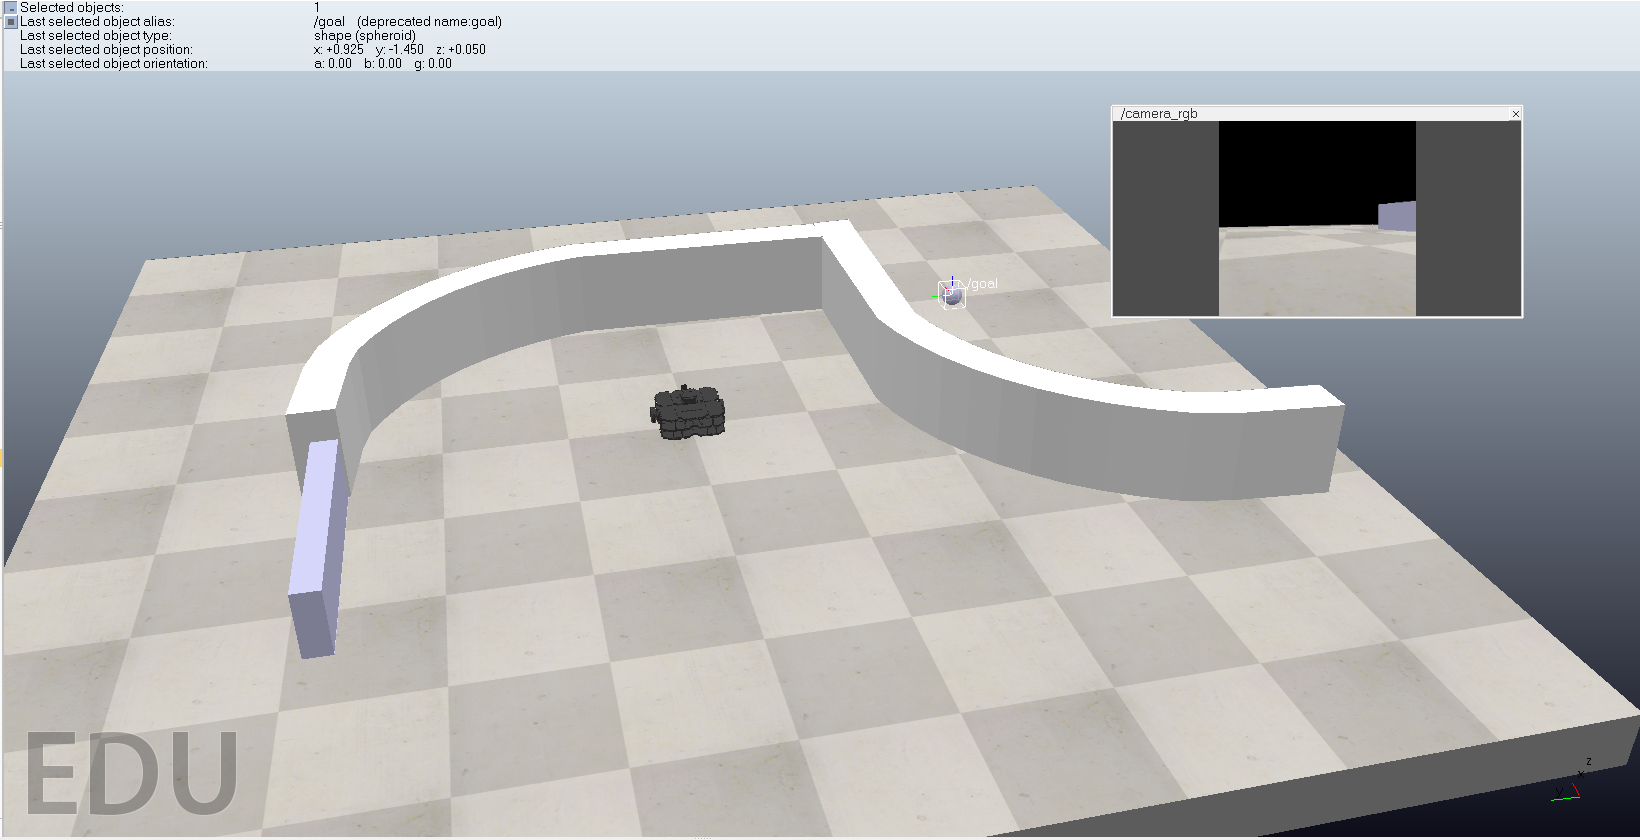 Selected objects: 1
Last selected object alias: /goal (deprecated name:goal)
Last selected object type: shape (spheroid)
Last selected object position: x: +0.925 y: -1.450 z: +0.050
Last selected object orientation: a: 0.00 b: 0.00 g: 0.00
/camera_rgb
/goal
EDU
z
x
y